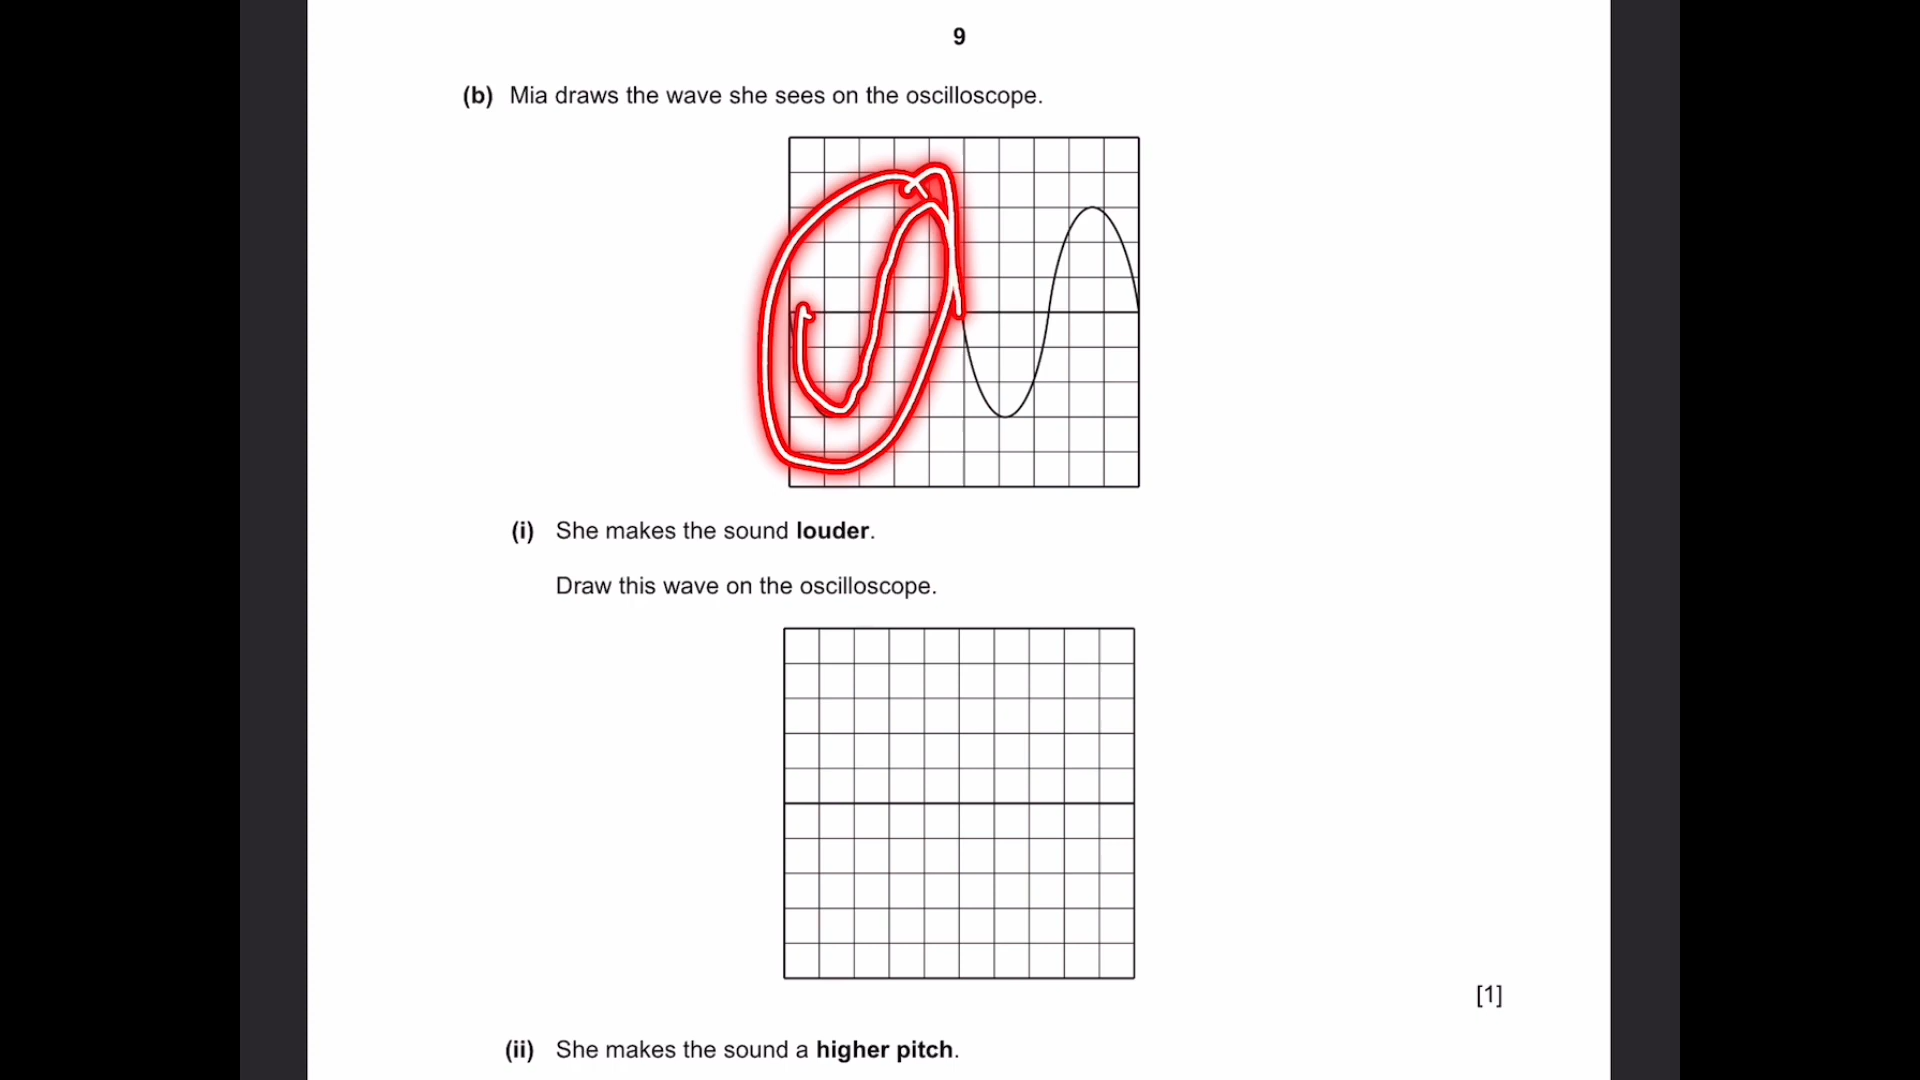 9
(b) Mia draws the wave she sees on the oscilloscope.
(i) She makes the sound louder.
Draw this wave on the oscilloscope.
[1]
(ii) She makes the sound a higher pitch.